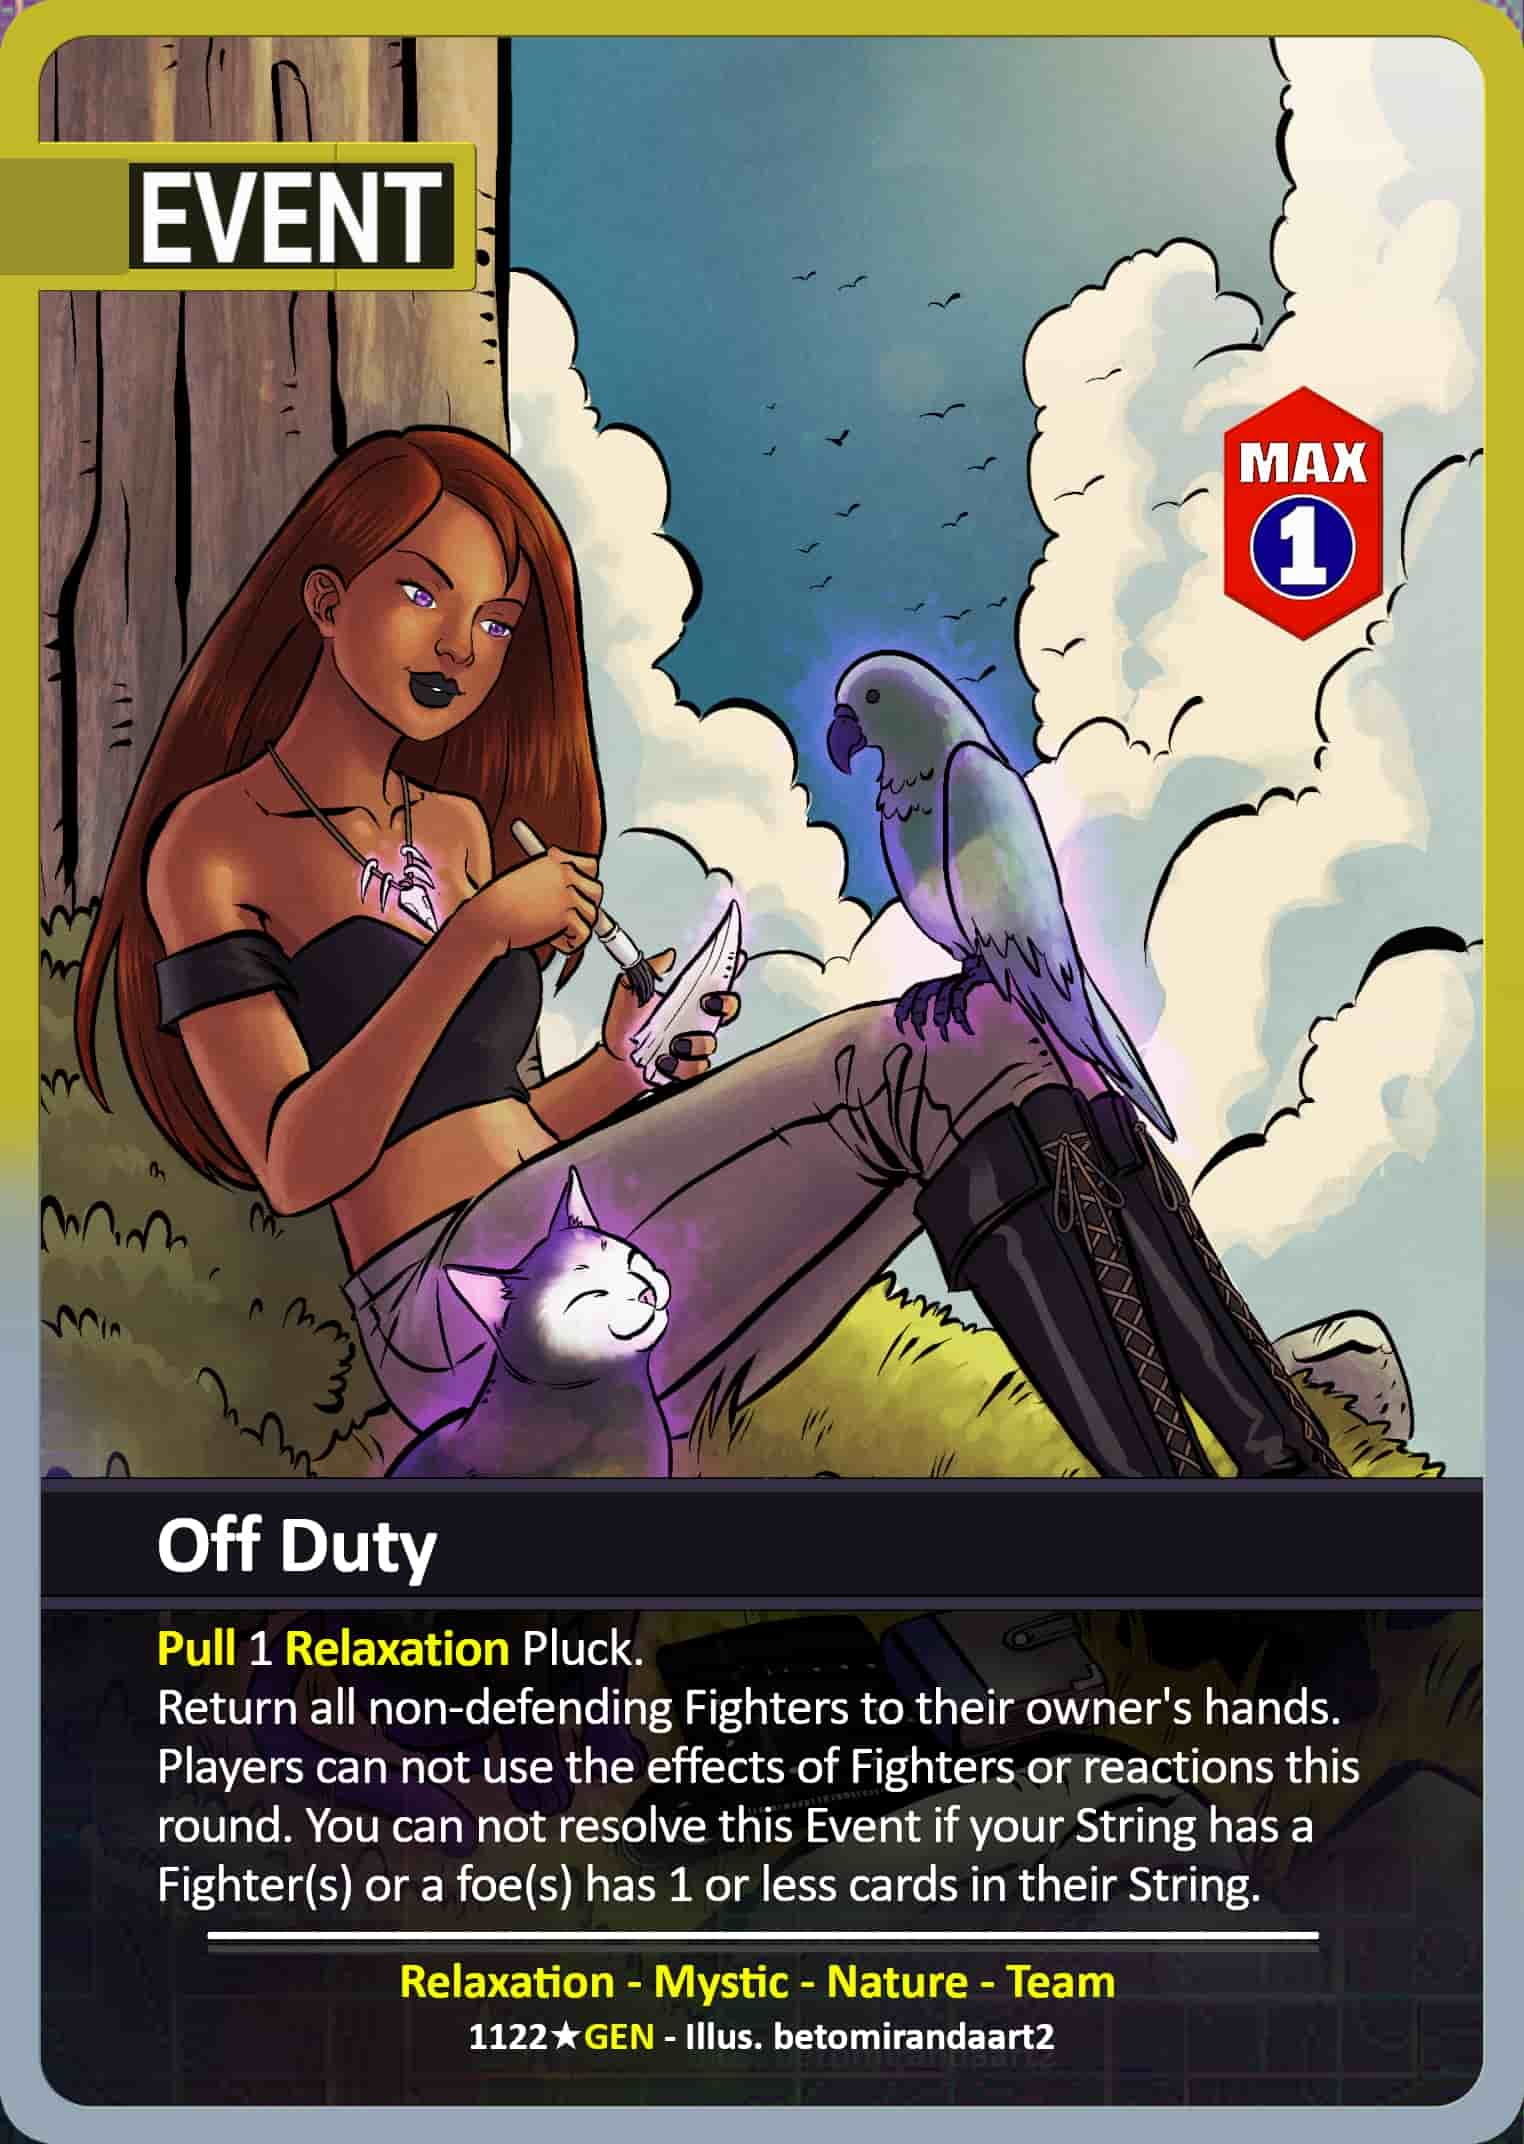 EVENT
MAX
1
Off Duty
Pull 1 Relaxation Pluck.
Return all non-defending Fighters to their owner's hands.
Players can not use the effects of Fighters or reactions this
round. You can not resolve this Event if your String has a
Fighter(s) or a foe(s) has 1 or less cards in their String.
Relaxation - Mystic - Nature - Team
1122★GEN - Illus. betomirandaart2